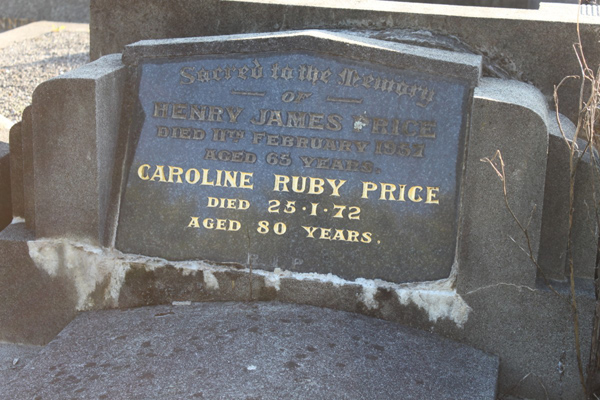 Sacred to the Memory
OF
HENRY JAMES PRICE
DIED 11TH FEBRUARY
AGED 65 YEARS.
CAROLINE RUBY PRICE
DIED 25·1·72
AGED 80 YEARS.
R.I.P.